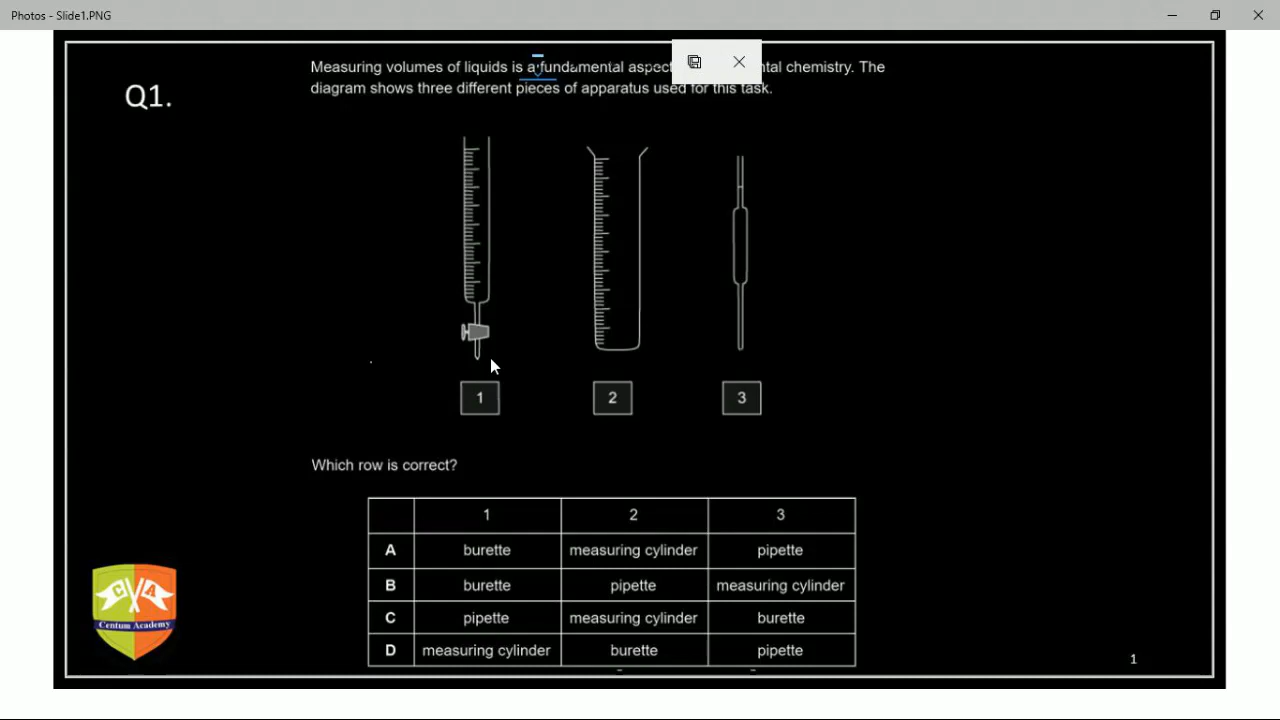 Photos - Slide1.PNG
Q1.
Measuring volumes of liquids is a fundamental aspect tal chemistry. The
diagram shows three different pieces of apparatus used for this task.
1 2 3
Which row is correct?
1 2 3
A burette measuring cylinder pipette
B burette pipette measuring cylinder
C pipette measuring cylinder burette
D measuring cylinder burette pipette
C A
Centum Academy
1